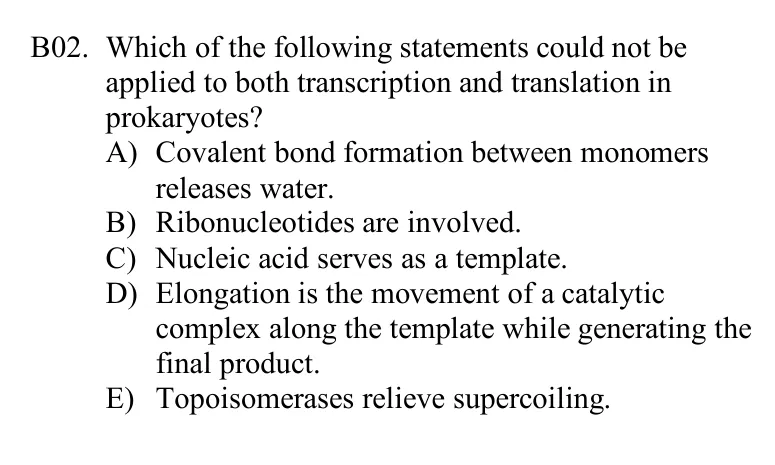 B02. Which of the following statements could not be
applied to both transcription and translation in
prokaryotes?
A) Covalent bond formation between monomers
releases water.
B) Ribonucleotides are involved.
C) Nucleic acid serves as a template.
D) Elongation is the movement of a catalytic
complex along the template while generating the
final product.
E) Topoisomerases relieve supercoiling.